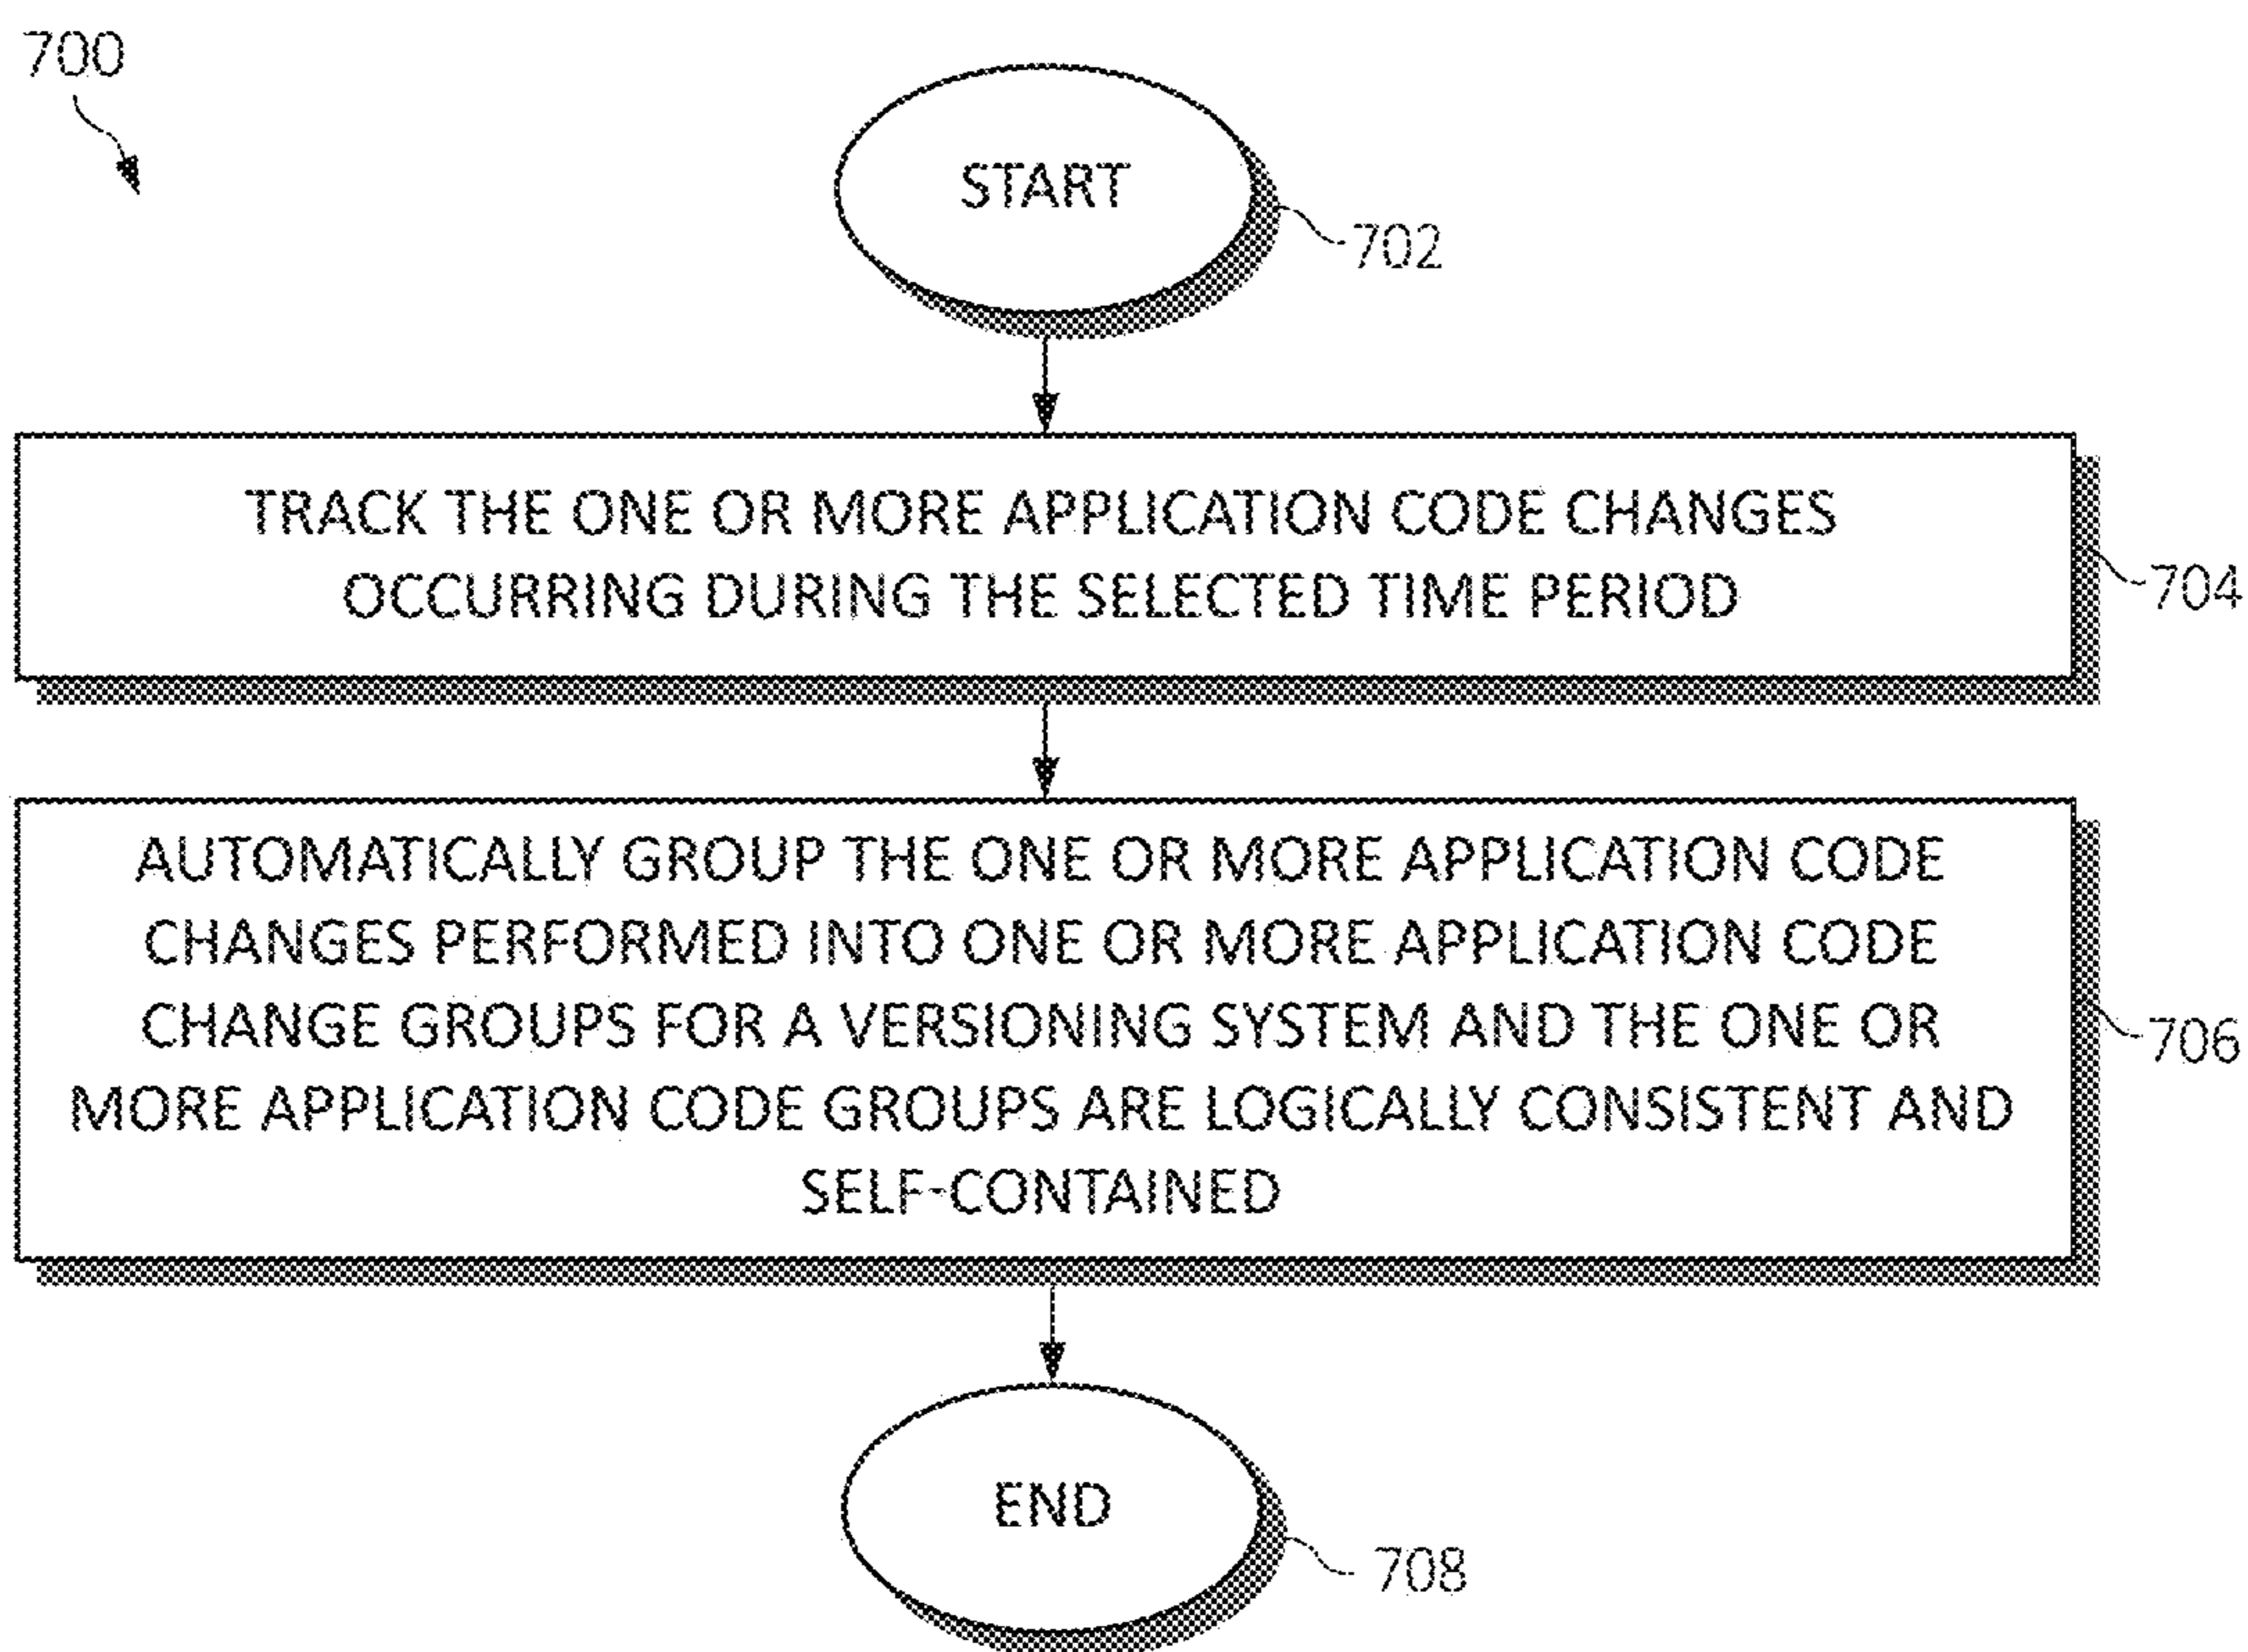 700
START
702
TRACK THE ONE OR MORE APPLICATION CODE CHANGES
OCCURRING DURING THE SELECTED TIME PERIOD
704
AUTOMATICALLY GROUP THE ONE OR MORE APPLICATION CODE
CHANGES PERFORMED INTO ONE OR MORE APPLICATION CODE
CHANGE GROUPS FOR A VERSIONING SYSTEM AND THE ONE OR
MORE APPLICATION CODE GROUPS ARE LOGICALLY CONSISTENT AND
SELF-CONTAINED
706
END
708